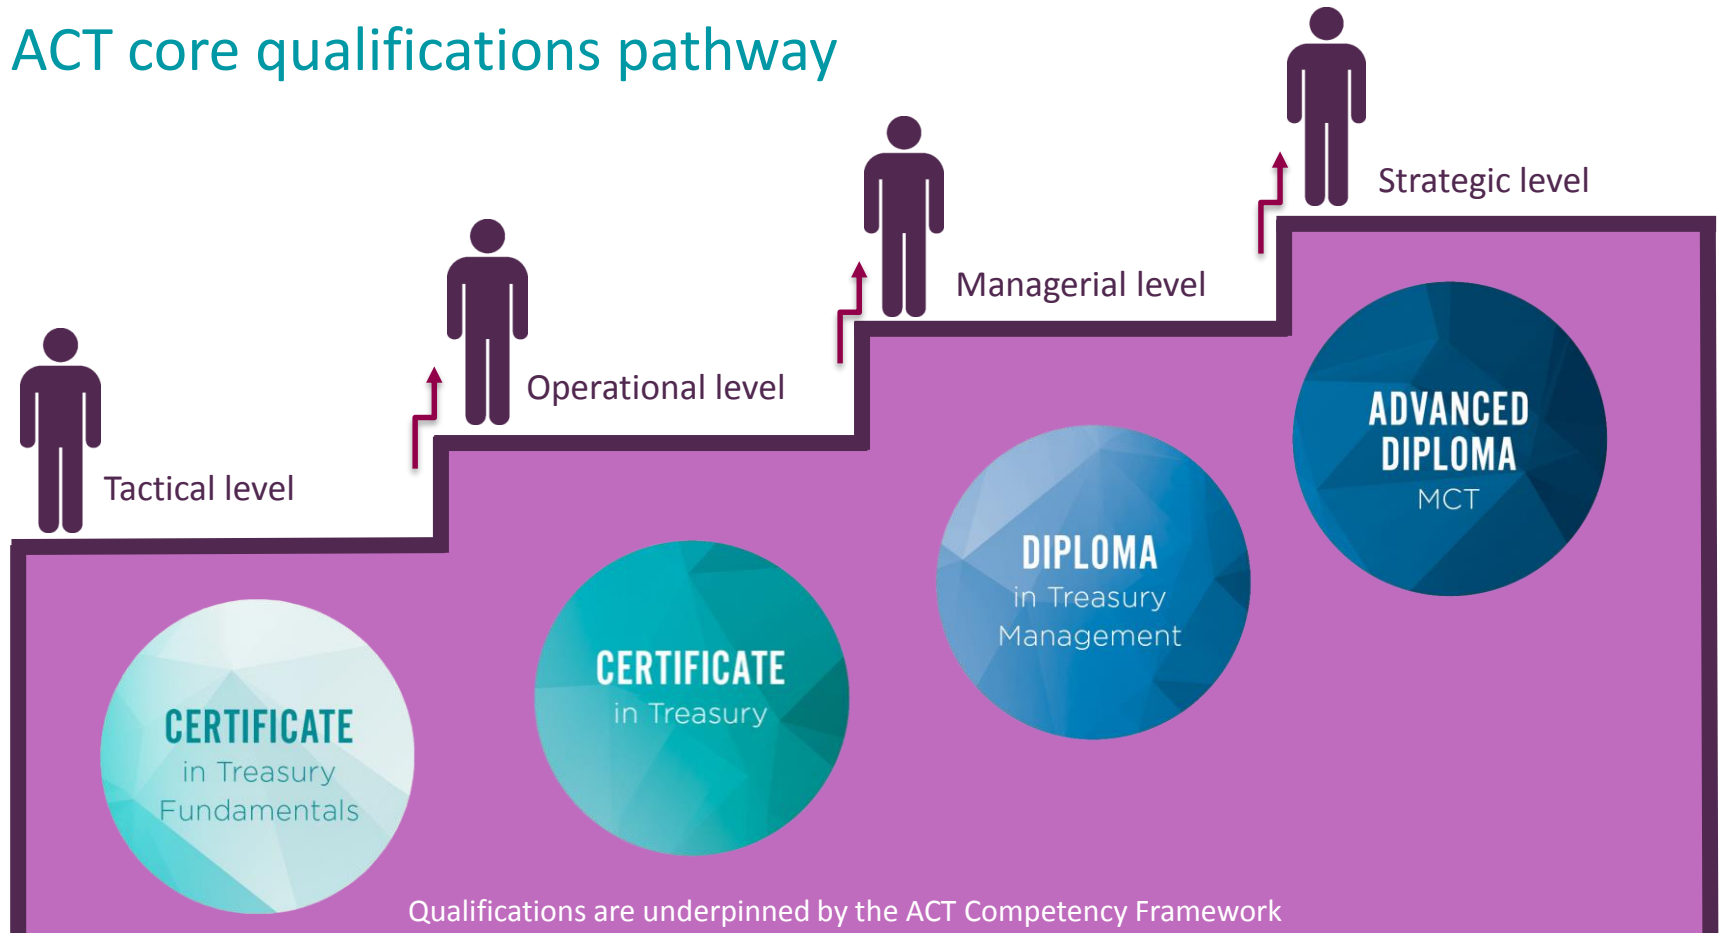 ACT core qualifications pathway
Strategic level
Managerial level
Operational level
Tactical level
ADVANCED
DIPLOMA
MCT
DIPLOMA
in Treasury
Management
CERTIFICATE
in Treasury
CERTIFICATE
in Treasury
Fundamentals
Qualifications are underpinned by the ACT Competency Framework